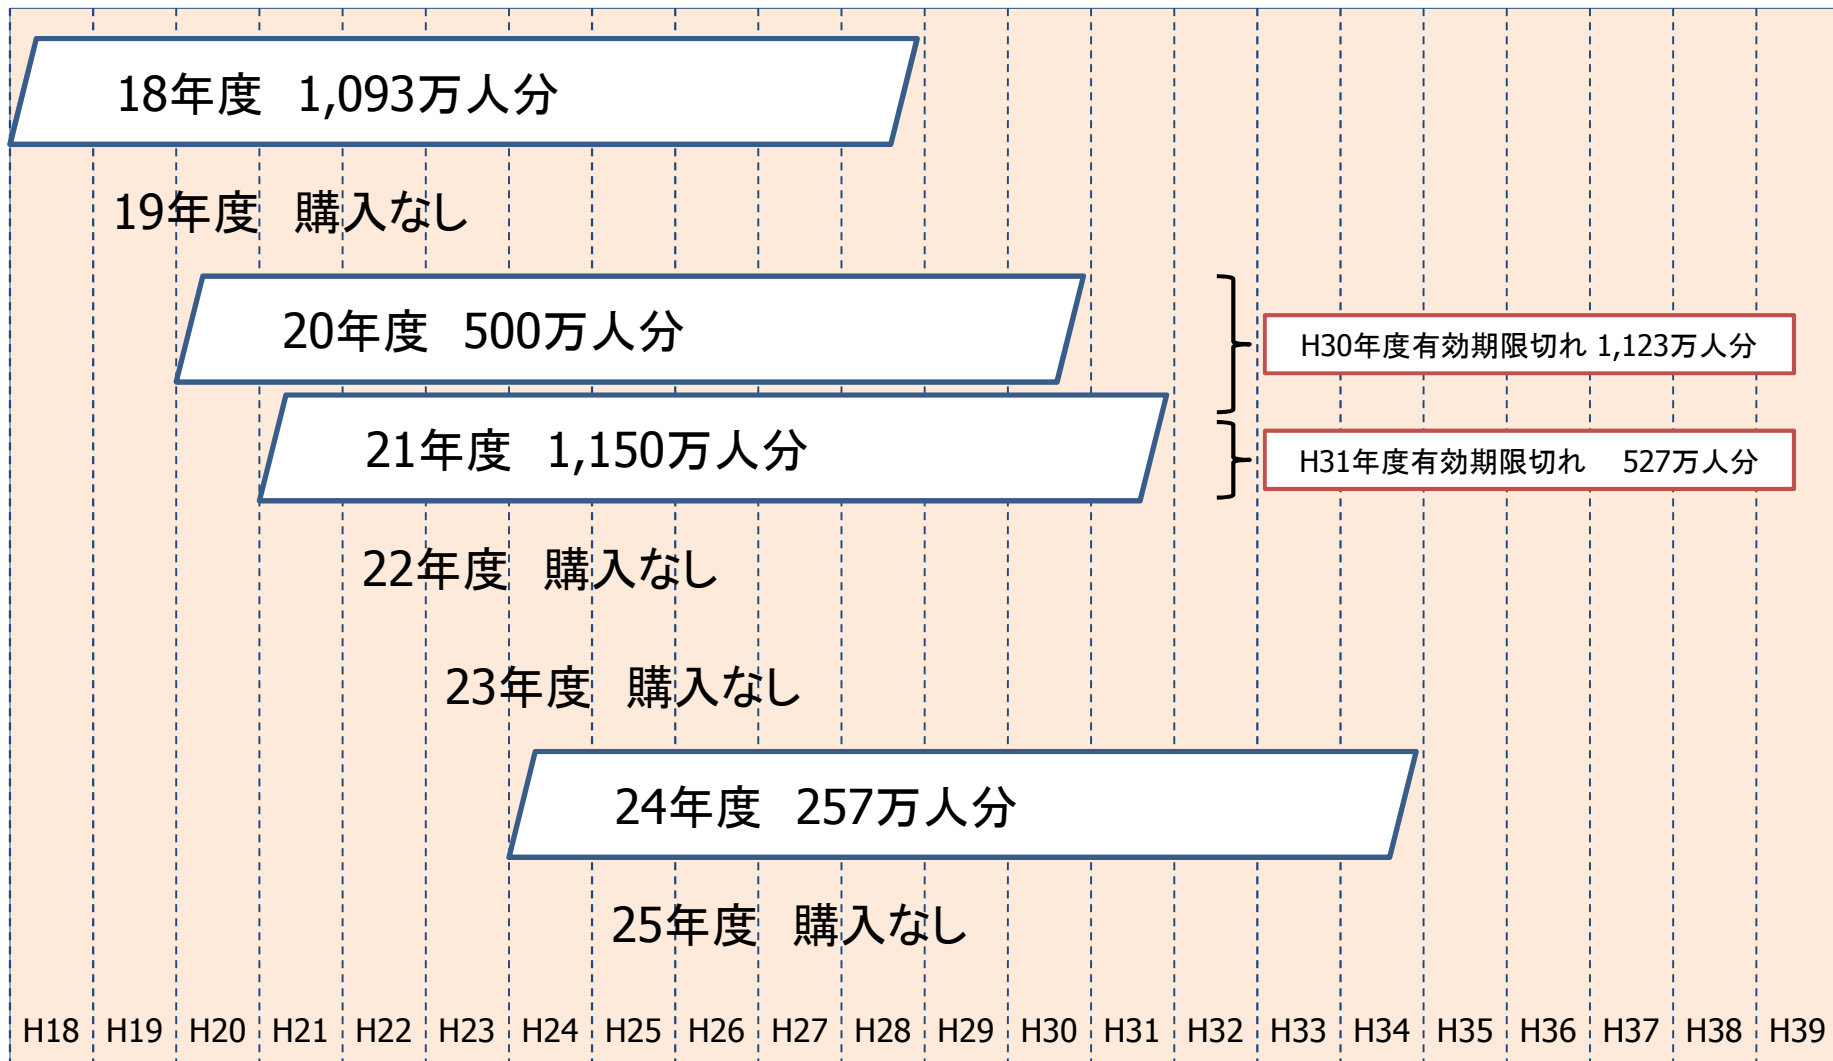 18年度　1,093万人分
19年度　購入なし
20年度　500万人分
H30年度有効期限切れ 1,123万人分
21年度　1,150万人分
H31年度有効期限切れ　 527万人分
22年度　購入なし
23年度　購入なし
24年度　257万人分
25年度　購入なし
H18 H19 H20 H21 H22 H23 H24 H25 H26 H27 H28 H29 H30 H31 H32 H33 H34 H35 H36 H37 H38 H39